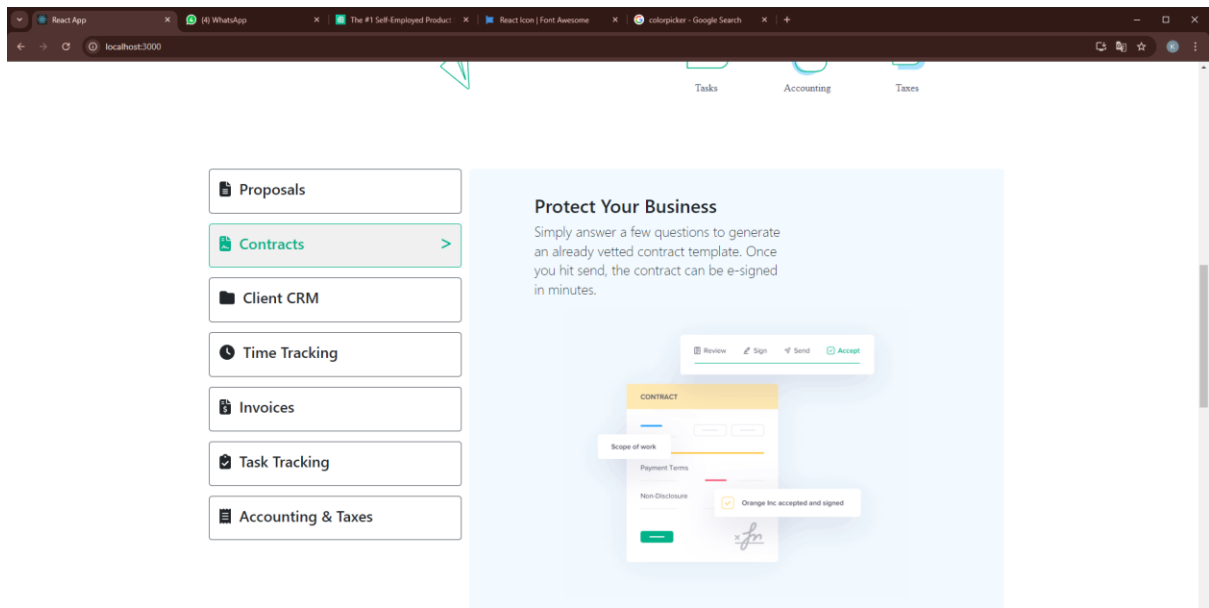 React App
(4) WhatsApp
The #1 Self-Employed Product
React Icon | Font Awesome
colorpicker - Google Search
localhost:3000
K
Tasks
Accounting
Taxes
Proposals
Contracts >
Client CRM
Time Tracking
Invoices
Task Tracking
Accounting & Taxes
Protect Your Business
Simply answer a few questions to generate
an already vetted contract template. Once
you hit send, the contract can be e-signed
in minutes.
Review Sign Send Accept
CONTRACT
Scope of work
Payment Terms
Non-Disclosure
Orange Inc accepted and signed